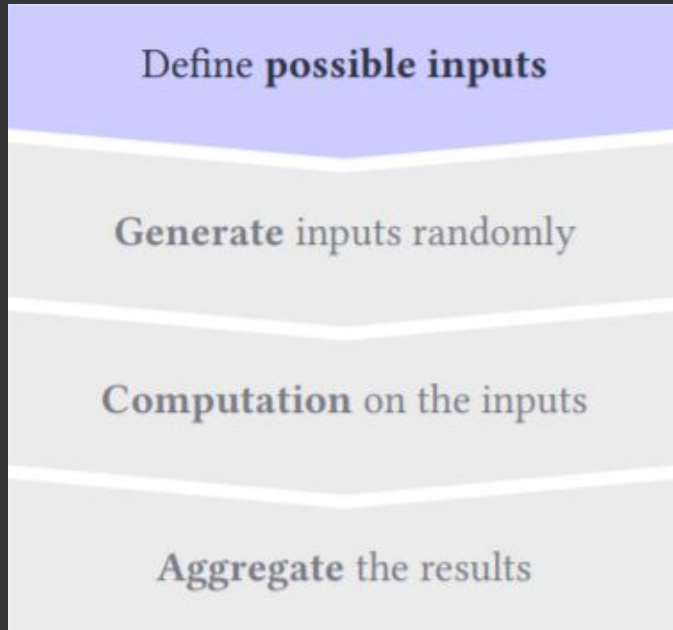 Define possible inputs
Generate inputs randomly
Computation on the inputs
Aggregate the results